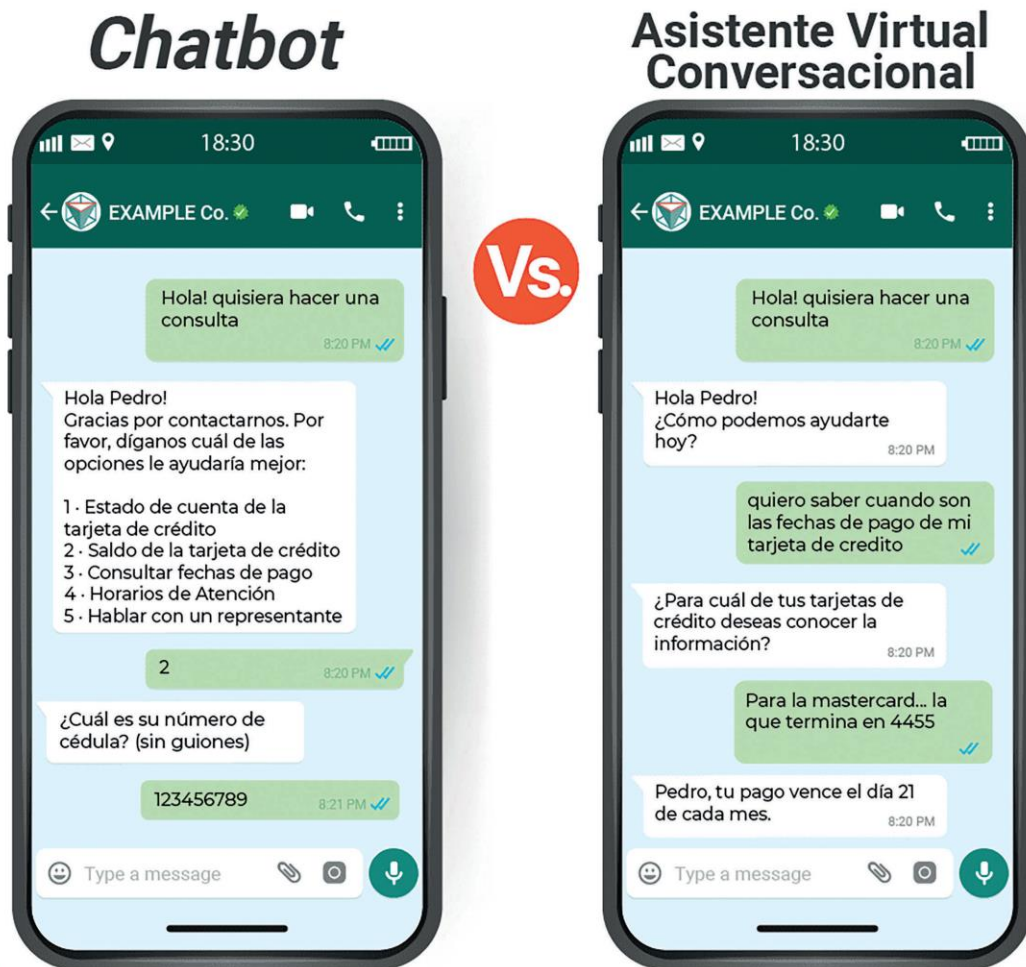 Chatbot
18:30
EXAMPLE Co.
Hola! quisiera hacer una
consulta
8:20 PM
Hola Pedro!
Gracias por contactarnos. Por
favor, díganos cuál de las
opciones le ayudaría mejor:
1 · Estado de cuenta de la
tarjeta de crédito
2 · Saldo de la tarjeta de crédito
3 · Consultar fechas de pago
4 · Horarios de Atención
5 · Hablar con un representante
2
8:20 PM
¿Cuál es su número de
cédula? (sin guiones)
123456789
8:21 PM
Type a message
Vs.
Asistente Virtual
Conversacional
18:30
EXAMPLE Co.
Hola! quisiera hacer una
consulta
8:20 PM
Hola Pedro!
¿Cómo podemos ayudarte
hoy?
8:20 PM
quiero saber cuando son
las fechas de pago de mi
tarjeta de credito
¿Para cuál de tus tarjetas de
crédito deseas conocer la
información?
8:20 PM
Para la mastercard... la
que termina en 4455
Pedro, tu pago vence el día 21
de cada mes.
8:20 PM
Type a message